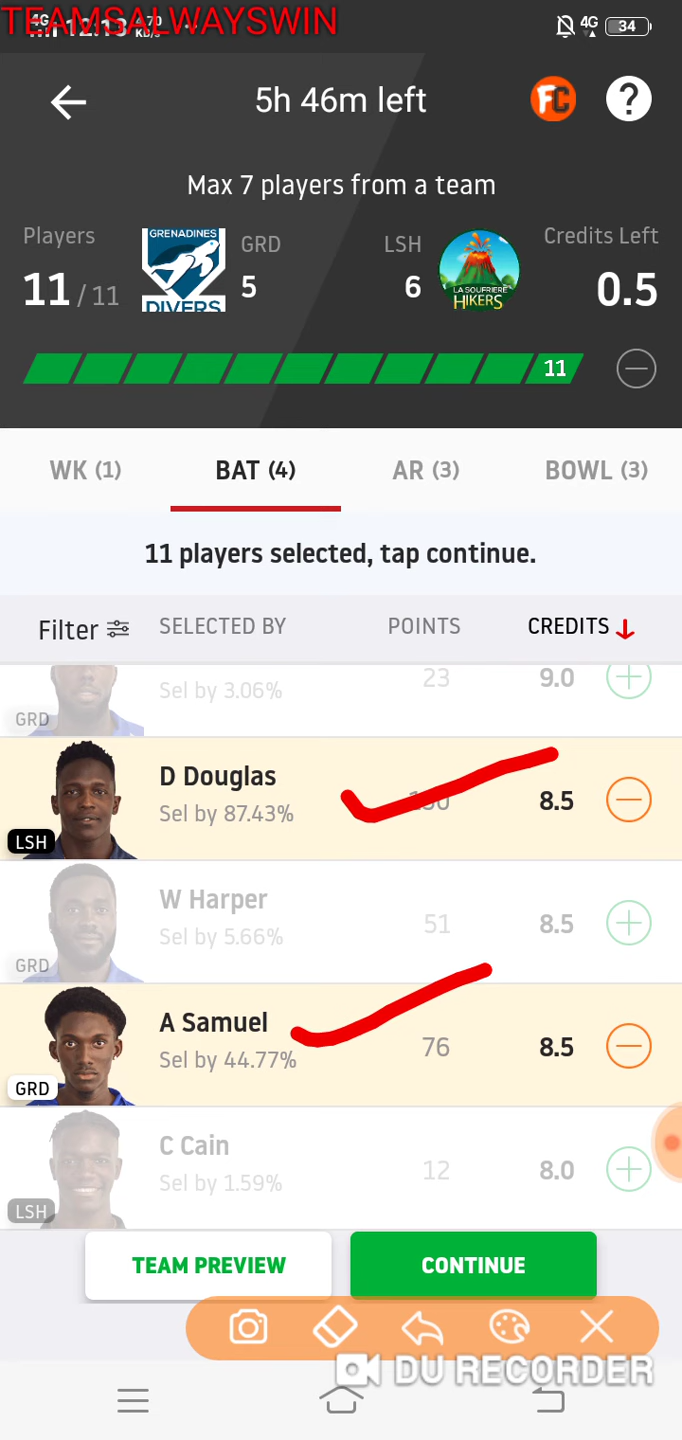 TEAMSALWAYSWIN
4G
34
5h 46m left
FC
?
Max 7 players from a team
Players
11 / 11
GRENADINES
DIVERS
GRD
5
LSH
6
LA SOUFRIERE
HIKERS
Credits Left
0.5
11
WK (1)
BAT (4)
AR (3)
BOWL (3)
11 players selected, tap continue.
Filter
SELECTED BY
POINTS
CREDITS
Sel by 3.06%
23
9.0
GRD
D Douglas
Sel by 87.43%
8.5
LSH
W Harper
Sel by 5.66%
51
8.5
GRD
A Samuel
Sel by 44.77%
76
8.5
GRD
C Cain
Sel by 1.59%
12
8.0
LSH
TEAM PREVIEW
CONTINUE
DU RECORDER